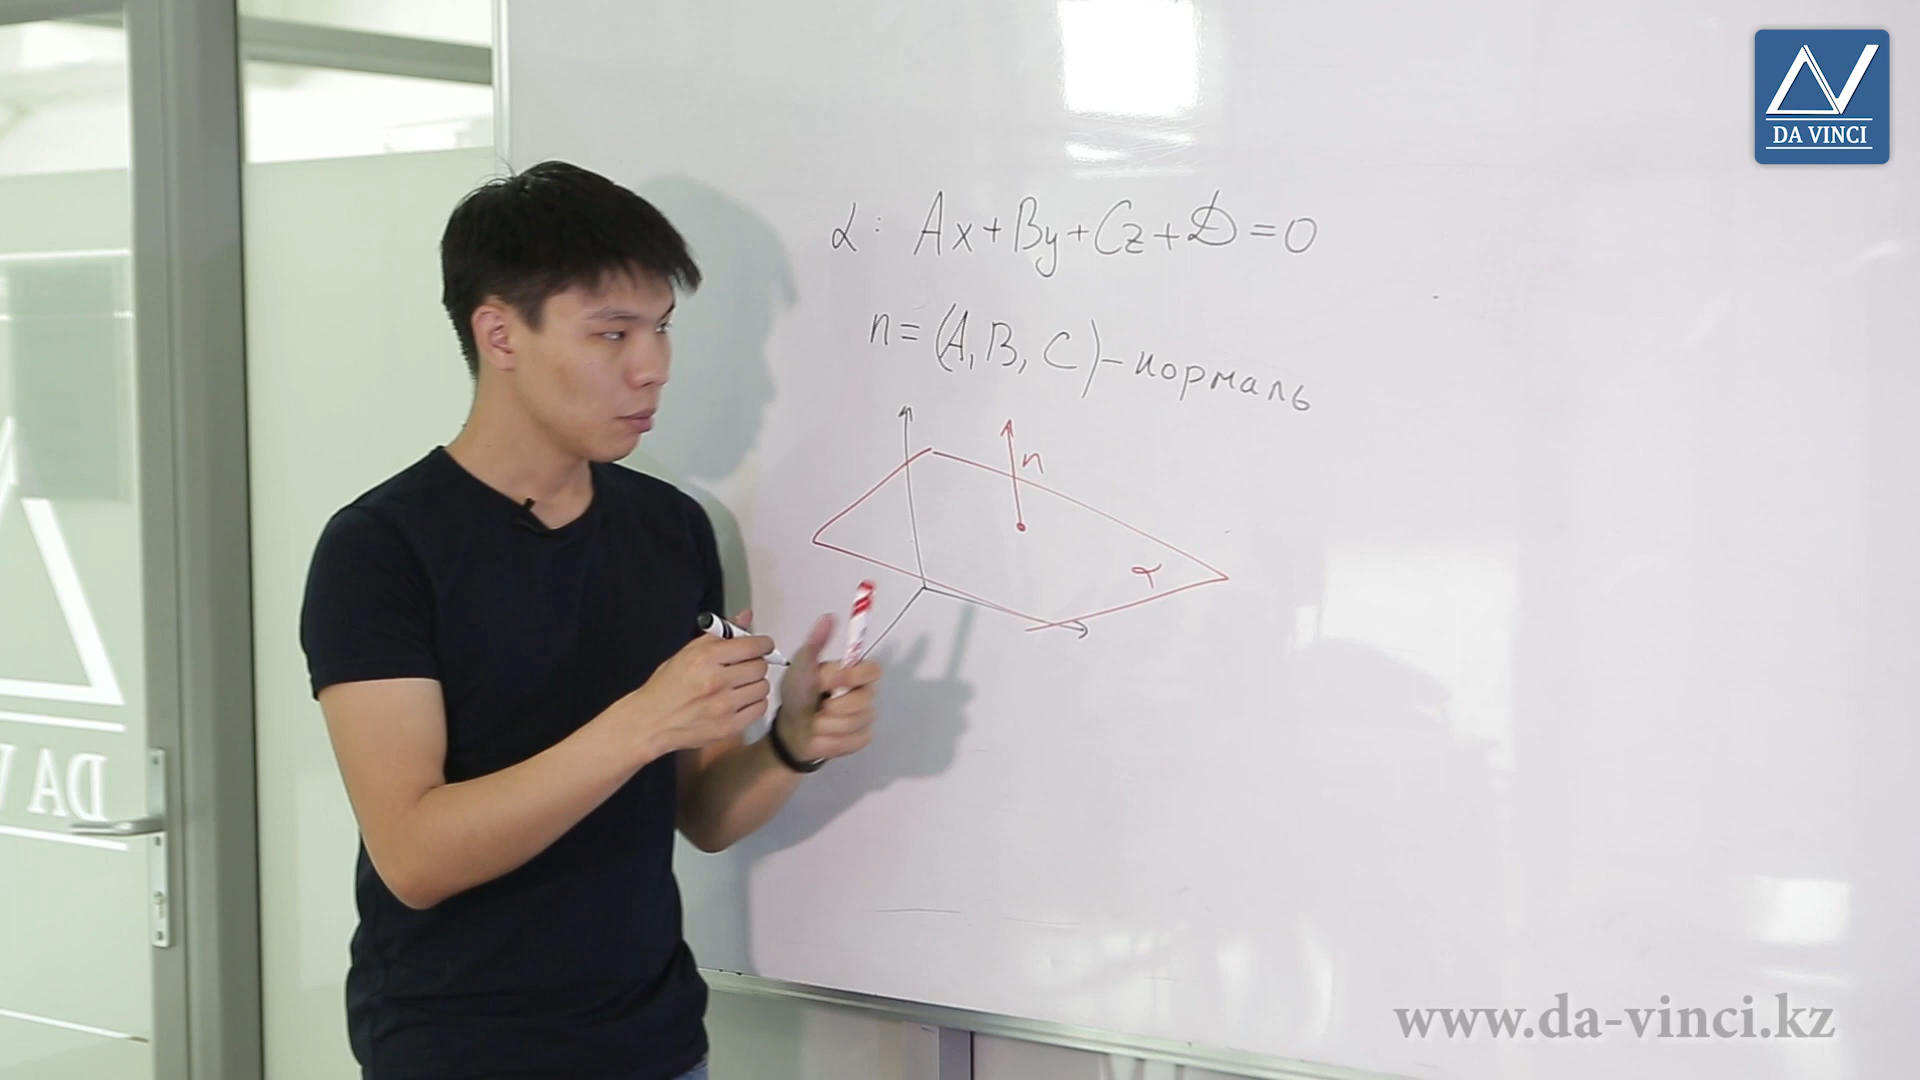 DA VINCI
α: Ax+By+Cz+D=0
n=(A, B, C)-нормаль
n
α
DA V
www.da-vinci.kz